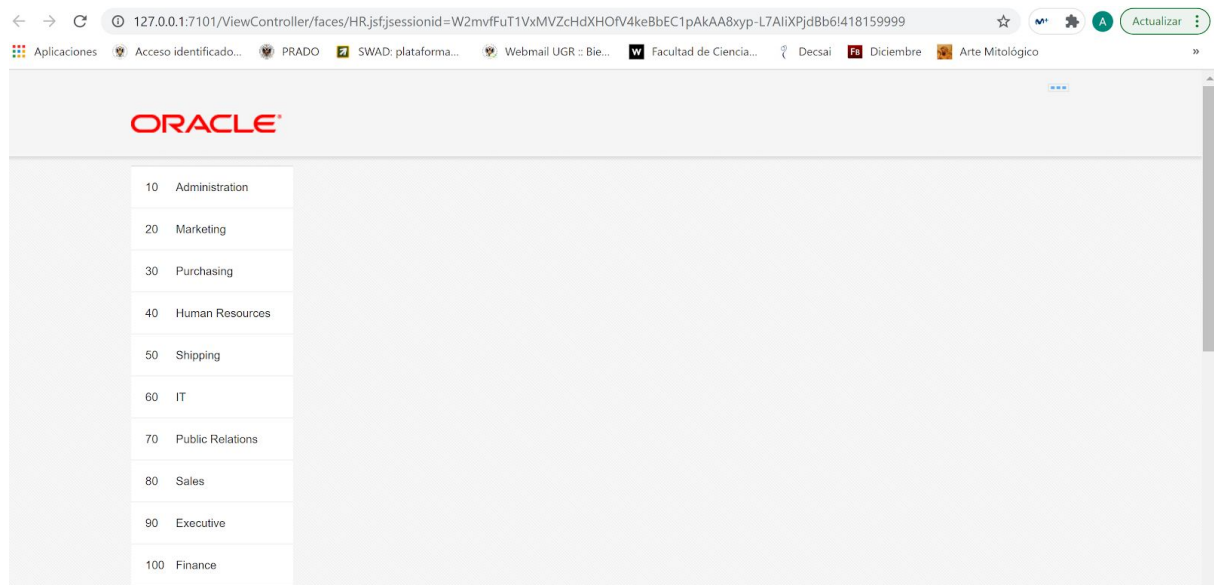 127.0.0.1:7101/ViewController/faces/HR.jsf;jsessionid=W2mvfFuT1VxMVZcHdXHOfV4keBbEC1pAkAA8xyp-L7AIiXPjdBb6!418159999 A Actualizar
Aplicaciones Acceso identificado... PRADO SWAD: plataforma... Webmail UGR :: Bie... W Facultad de Ciencia... Decsai FB Diciembre Arte Mitológico »
ORACLE
10 Administration
20 Marketing
30 Purchasing
40 Human Resources
50 Shipping
60 IT
70 Public Relations
80 Sales
90 Executive
100 Finance